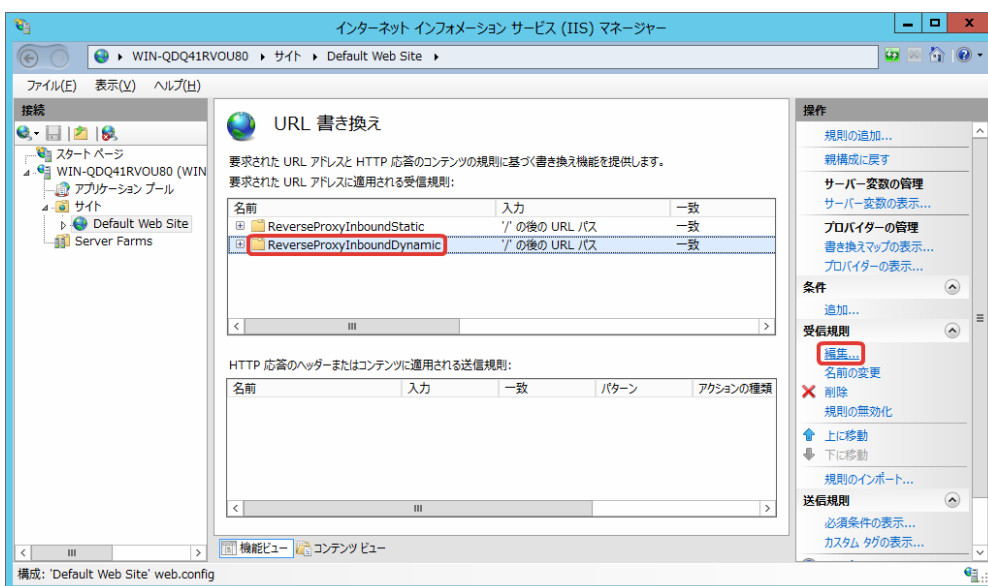 インターネット インフォメーション サービス (IIS) マネージャー
WIN-QDQ41RVOU80 サイト Default Web Site
ファイル(F) 表示(V) ヘルプ(H)
接続
スタート ページ
WIN-QDQ41RVOU80 (WIN
アプリケーション プール
サイト
Default Web Site
Server Farms
URL 書き換え
要求された URL アドレスと HTTP 応答のコンテンツの規則に基づく書き換え機能を提供します。
要求された URL アドレスに適用される受信規則:
名前 入力 一致
ReverseProxyInboundStatic '/' の後の URL パス 一致
ReverseProxyInboundDynamic '/' の後の URL パス 一致
HTTP 応答のヘッダーまたはコンテンツに適用される送信規則:
名前 入力 一致 パターン アクションの種類
機能ビュー コンテンツ ビュー
操作
規則の追加...
親構成に戻す
サーバー変数の管理
サーバー変数の表示...
プロバイダーの管理
書き換えマップの表示...
プロバイダーの表示...
条件
追加...
受信規則
編集...
名前の変更
削除
規則の無効化
上に移動
下に移動
規則のインポート...
送信規則
必須条件の表示...
カスタム タグの表示...
構成: 'Default Web Site' web.config